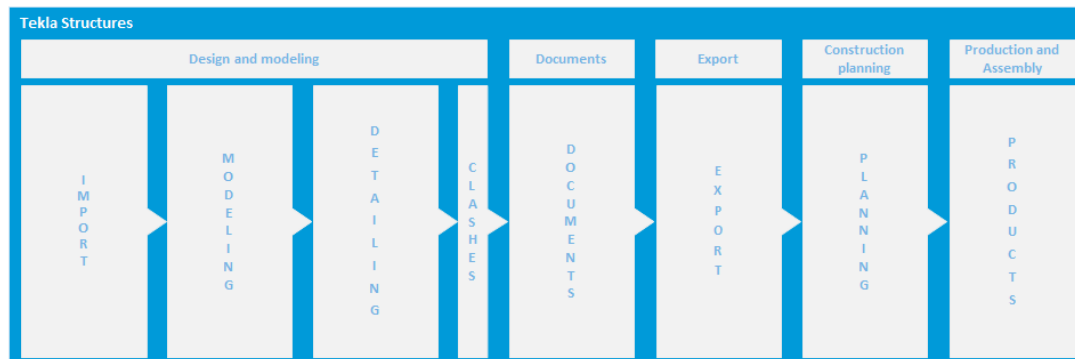 Tekla Structures
Design and modeling
Documents
Export
Construction
planning
Production and
Assembly
IMPORT
MODELING
DETAILING
CLASHES
DOCUMENTS
EXPORT
PLANNING
PRODUCTS